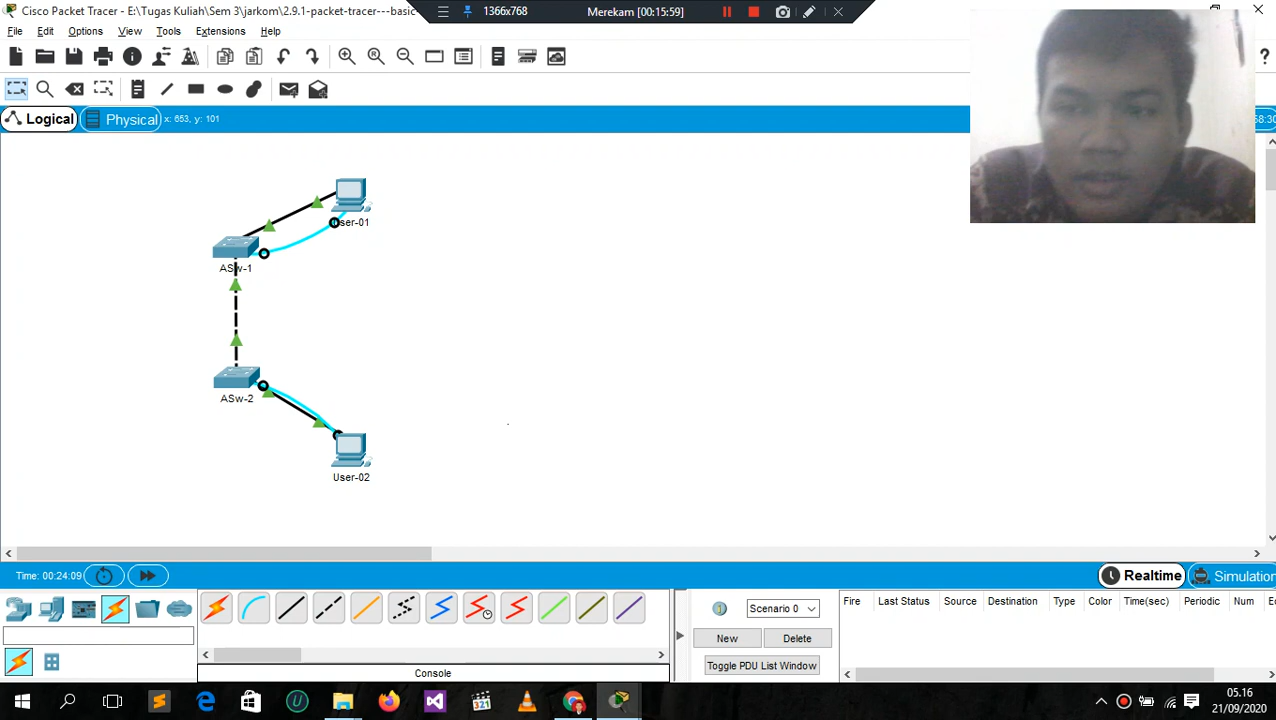 Cisco Packet Tracer - E:\Tugas Kuliah\Sem 3\jarkom\2.9.1-packet-tracer---basic-
1366x768
Merekam [00:15:59]
File Edit Options View Tools Extensions Help
Logical
Physical
x: 653, y: 101
58:30
User-01
ASw-1
ASw-2
User-02
Time: 00:24:09
Realtime
Simulation
Scenario 0
New
Delete
Toggle PDU List Window
Fire Last Status Source Destination Type Color Time(sec) Periodic Num
321
Console
05.16
21/09/2020